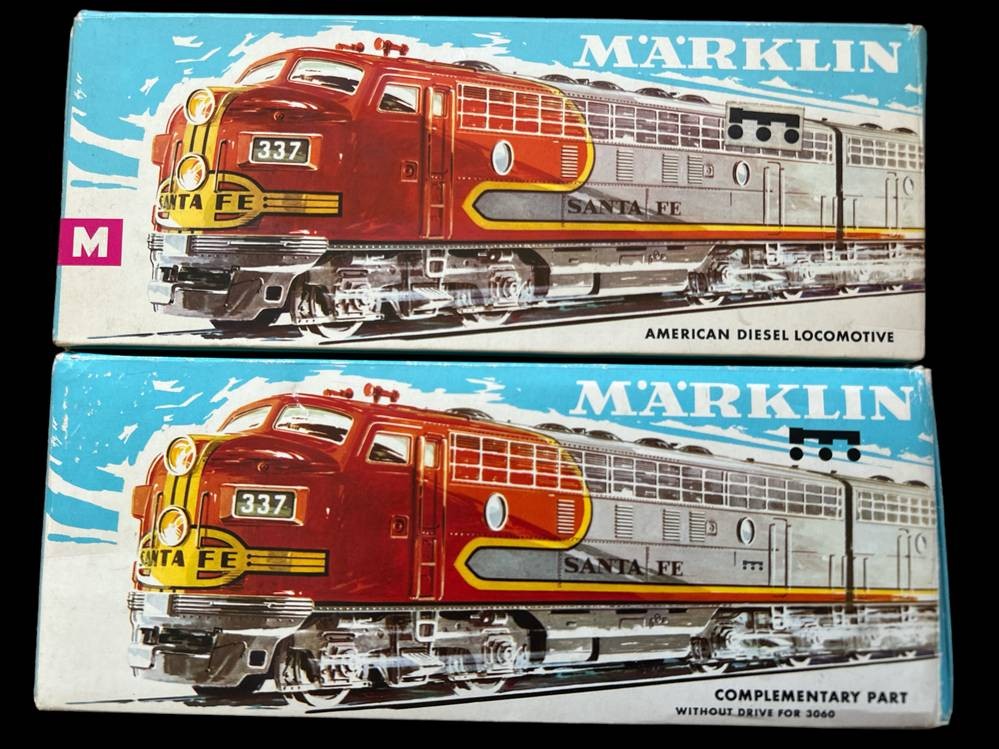 MÄRKLIN
337
SANTA FE
SANTA FE
M
AMERICAN DIESEL LOCOMOTIVE
MÄRKLIN
337
SANTA FE
SANTA FE
COMPLEMENTARY PART
WITHOUT DRIVE FOR 3060